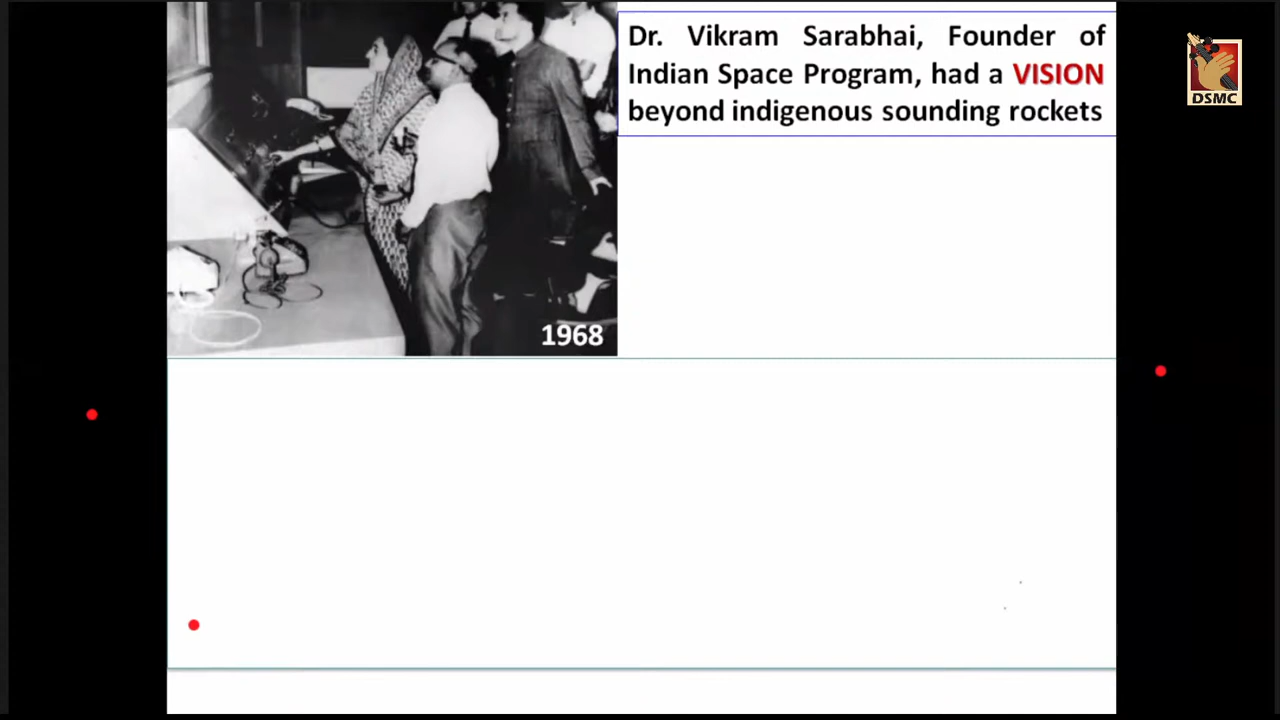 Dr. Vikram Sarabhai, Founder of
Indian Space Program, had a VISION
beyond indigenous sounding rockets
DSMC
1968